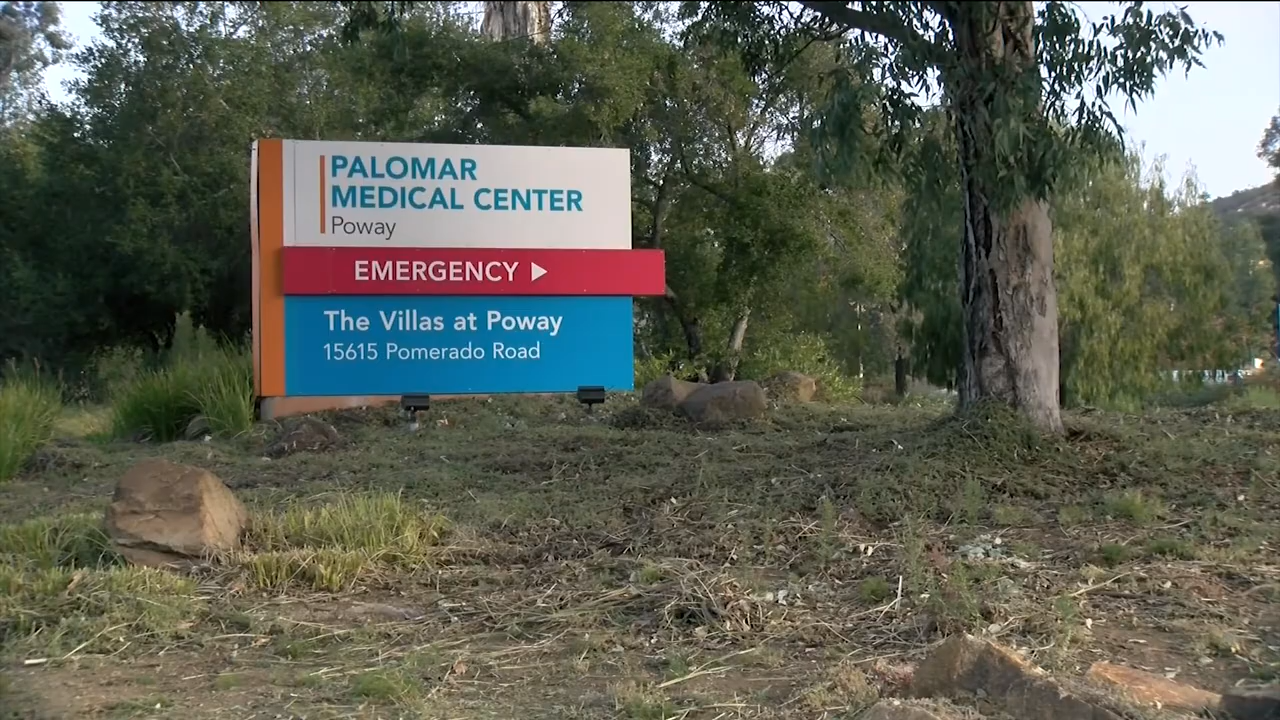 PALOMAR
MEDICAL CENTER
Poway
EMERGENCY ▶
The Villas at Poway
15615 Pomerado Road